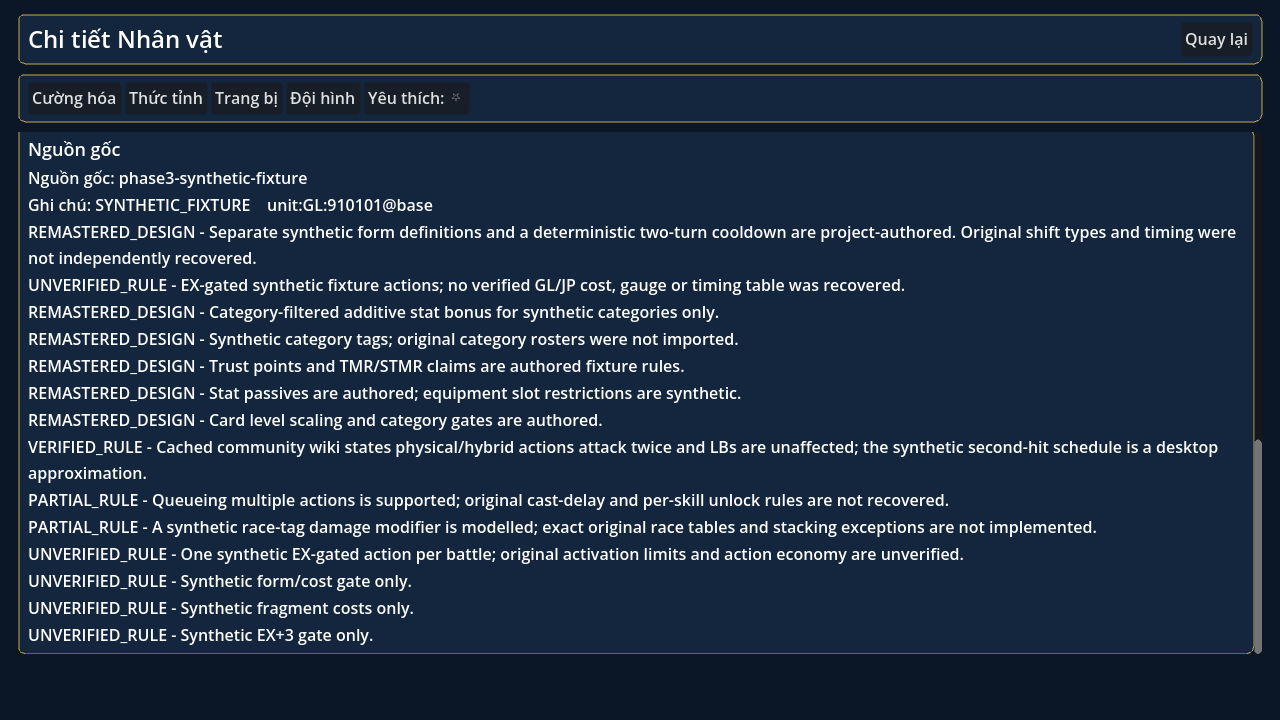 Chi tiết Nhân vật
Quay lại
Cường hóa Thức tỉnh Trang bị Đội hình Yêu thích: ☆
Nguồn gốc
Nguồn gốc: phase3-synthetic-fixture
Ghi chú: SYNTHETIC_FIXTURE unit:GL:910101@base
REMASTERED_DESIGN - Separate synthetic form definitions and a deterministic two-turn cooldown are project-authored. Original shift types and timing were
not independently recovered.
UNVERIFIED_RULE - EX-gated synthetic fixture actions; no verified GL/JP cost, gauge or timing table was recovered.
REMASTERED_DESIGN - Category-filtered additive stat bonus for synthetic categories only.
REMASTERED_DESIGN - Synthetic category tags; original category rosters were not imported.
REMASTERED_DESIGN - Trust points and TMR/STMR claims are authored fixture rules.
REMASTERED_DESIGN - Stat passives are authored; equipment slot restrictions are synthetic.
REMASTERED_DESIGN - Card level scaling and category gates are authored.
VERIFIED_RULE - Cached community wiki states physical/hybrid actions attack twice and LBs are unaffected; the synthetic second-hit schedule is a desktop
approximation.
PARTIAL_RULE - Queueing multiple actions is supported; original cast-delay and per-skill unlock rules are not recovered.
PARTIAL_RULE - A synthetic race-tag damage modifier is modelled; exact original race tables and stacking exceptions are not implemented.
UNVERIFIED_RULE - One synthetic EX-gated action per battle; original activation limits and action economy are unverified.
UNVERIFIED_RULE - Synthetic form/cost gate only.
UNVERIFIED_RULE - Synthetic fragment costs only.
UNVERIFIED_RULE - Synthetic EX+3 gate only.